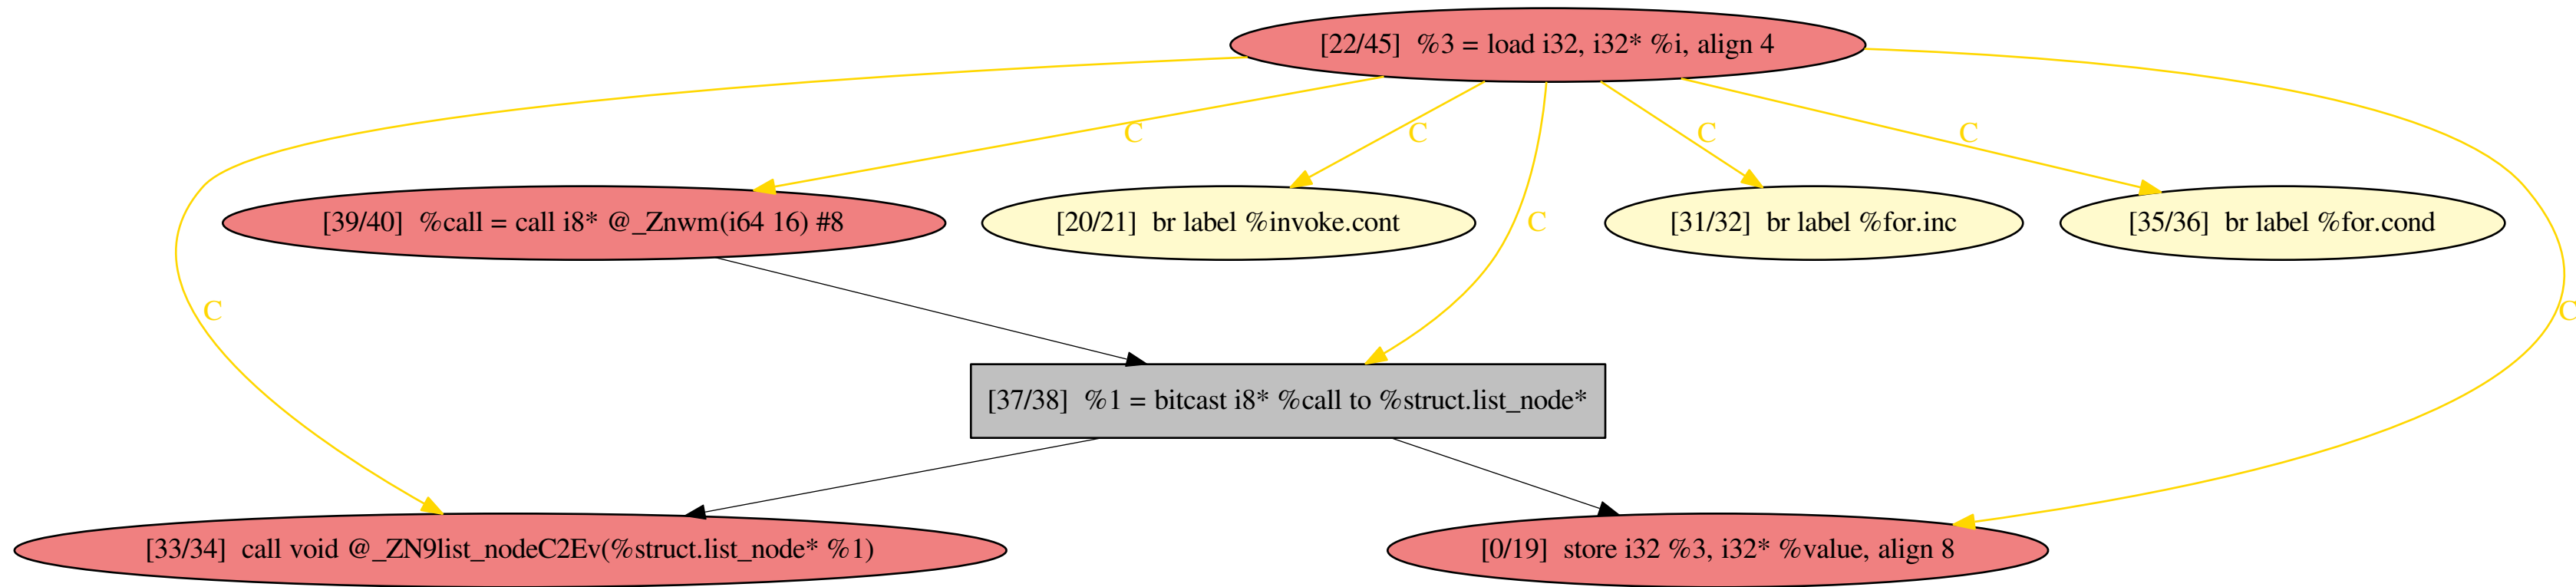 [22/45] %3 = load i32, i32* %i, align 4
C
C
C
C
[39/40] %call = call i8* @_Znwm(i64 16) #8
[20/21] br label %invoke.cont
C
[31/32] br label %for.inc
[35/36] br label %for.cond
C
C
[37/38] %1 = bitcast i8* %call to %struct.list_node*
[33/34] call void @_ZN9list_nodeC2Ev(%struct.list_node* %1)
[0/19] store i32 %3, i32* %value, align 8